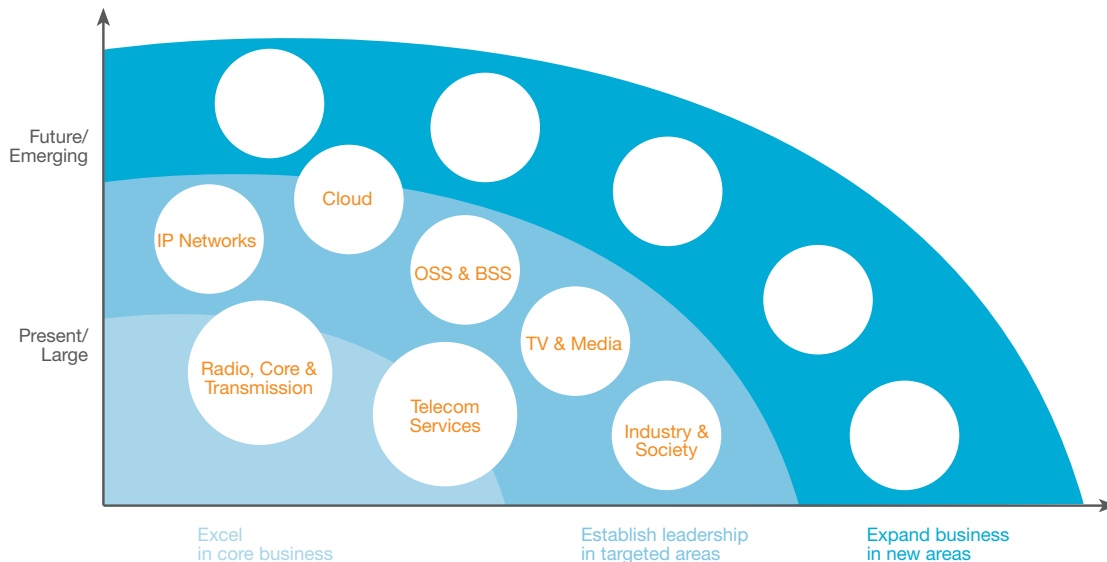 Future/
Emerging
Cloud
IP Networks
OSS & BSS
Present/
Large
TV & Media
Radio, Core &
Transmission
Telecom
Services
Industry &
Society
Excel
in core business
Establish leadership
in targeted areas
Expand business
in new areas